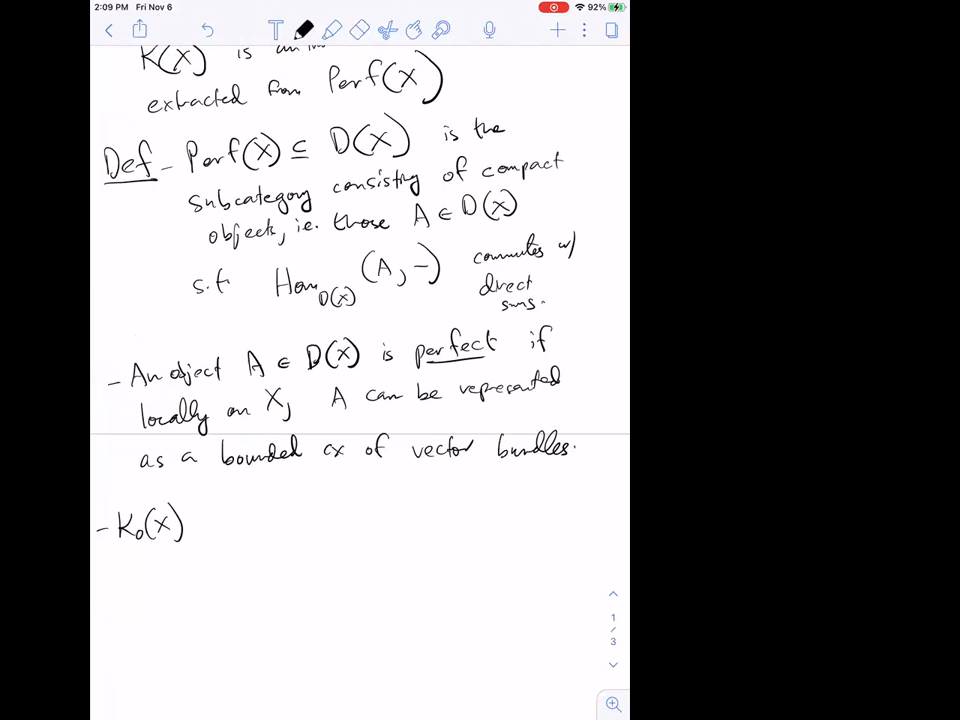 2:09 PM Fri Nov 6
92%
K(X) is an
extracted from Perf(X)
Def - Perf(X) ⊆ D(X) is the
subcategory consisting of compact
objects, i.e. those A ∈ D(X)
s.t. Hom_{D(X)}(A, -) commutes w/
direct
sums.
- An object A ∈ D(X) is perfect if
locally on X, A can be represented
as a bounded cx of vector bundles.
- K₀(X)
1
/
3